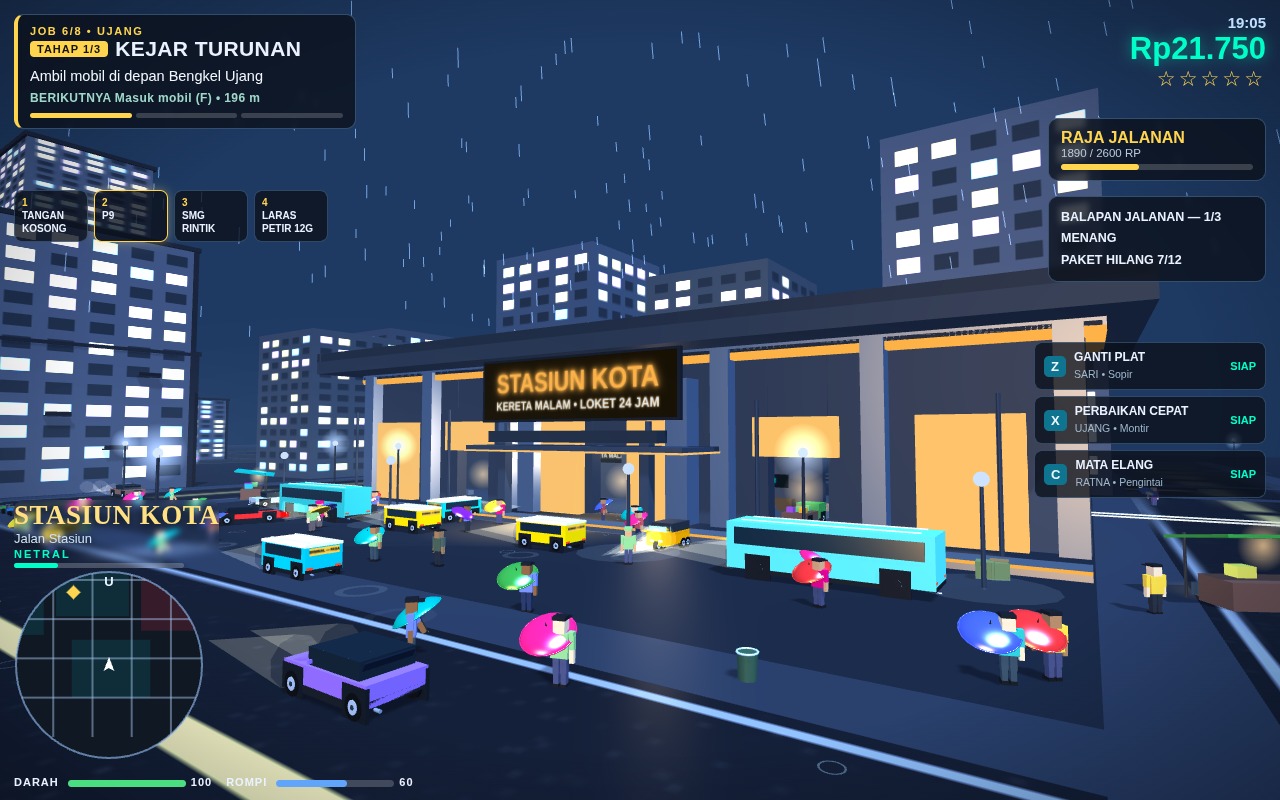 JOB 6/8 • UJANG
TAHAP 1/3 KEJAR TURUNAN
Ambil mobil di depan Bengkel Ujang
BERIKUTNYA Masuk mobil (F) • 196 m
19:05
Rp21.750
RAJA JALANAN
1890 / 2600 RP
BALAPAN JALANAN — 1/3
MENANG
PAKET HILANG 7/12
1
TANGAN
KOSONG
2
P9
3
SMG
RINTIK
4
LARAS
PETIR 12G
STASIUN KOTA
KERETA MALAM • LOKET 24 JAM
Z
GANTI PLAT
SARI • Sopir
SIAP
X
PERBAIKAN CEPAT
UJANG • Montir
SIAP
C
MATA ELANG
RATNA • Pengintai
SIAP
STASIUN KOTA
Jalan Stasiun
NETRAL
U
DARAH 100 ROMPI 60